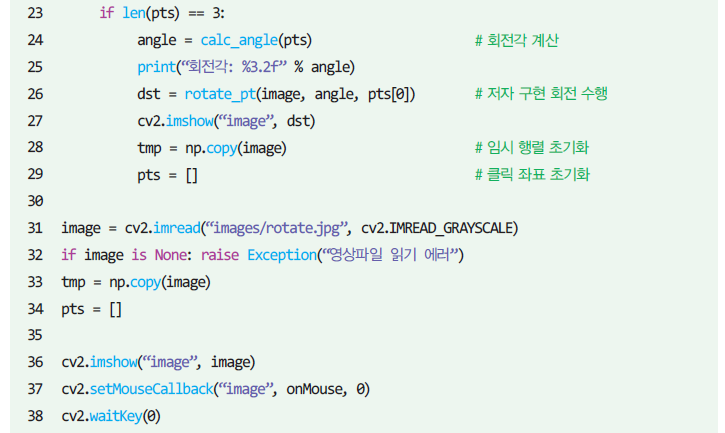 23 if len(pts) == 3:
24 angle = calc_angle(pts) # 회전각 계산
25 print(“회전각: %3.2f” % angle)
26 dst = rotate_pt(image, angle, pts[0]) # 저자 구현 회전 수행
27 cv2.imshow(“image”, dst)
28 tmp = np.copy(image) # 임시 행렬 초기화
29 pts = [] # 클릭 좌표 초기화
30
31 image = cv2.imread(“images/rotate.jpg”, cv2.IMREAD_GRAYSCALE)
32 if image is None: raise Exception(“영상파일 읽기 에러”)
33 tmp = np.copy(image)
34 pts = []
35
36 cv2.imshow(“image”, image)
37 cv2.setMouseCallback(“image”, onMouse, 0)
38 cv2.waitKey(0)